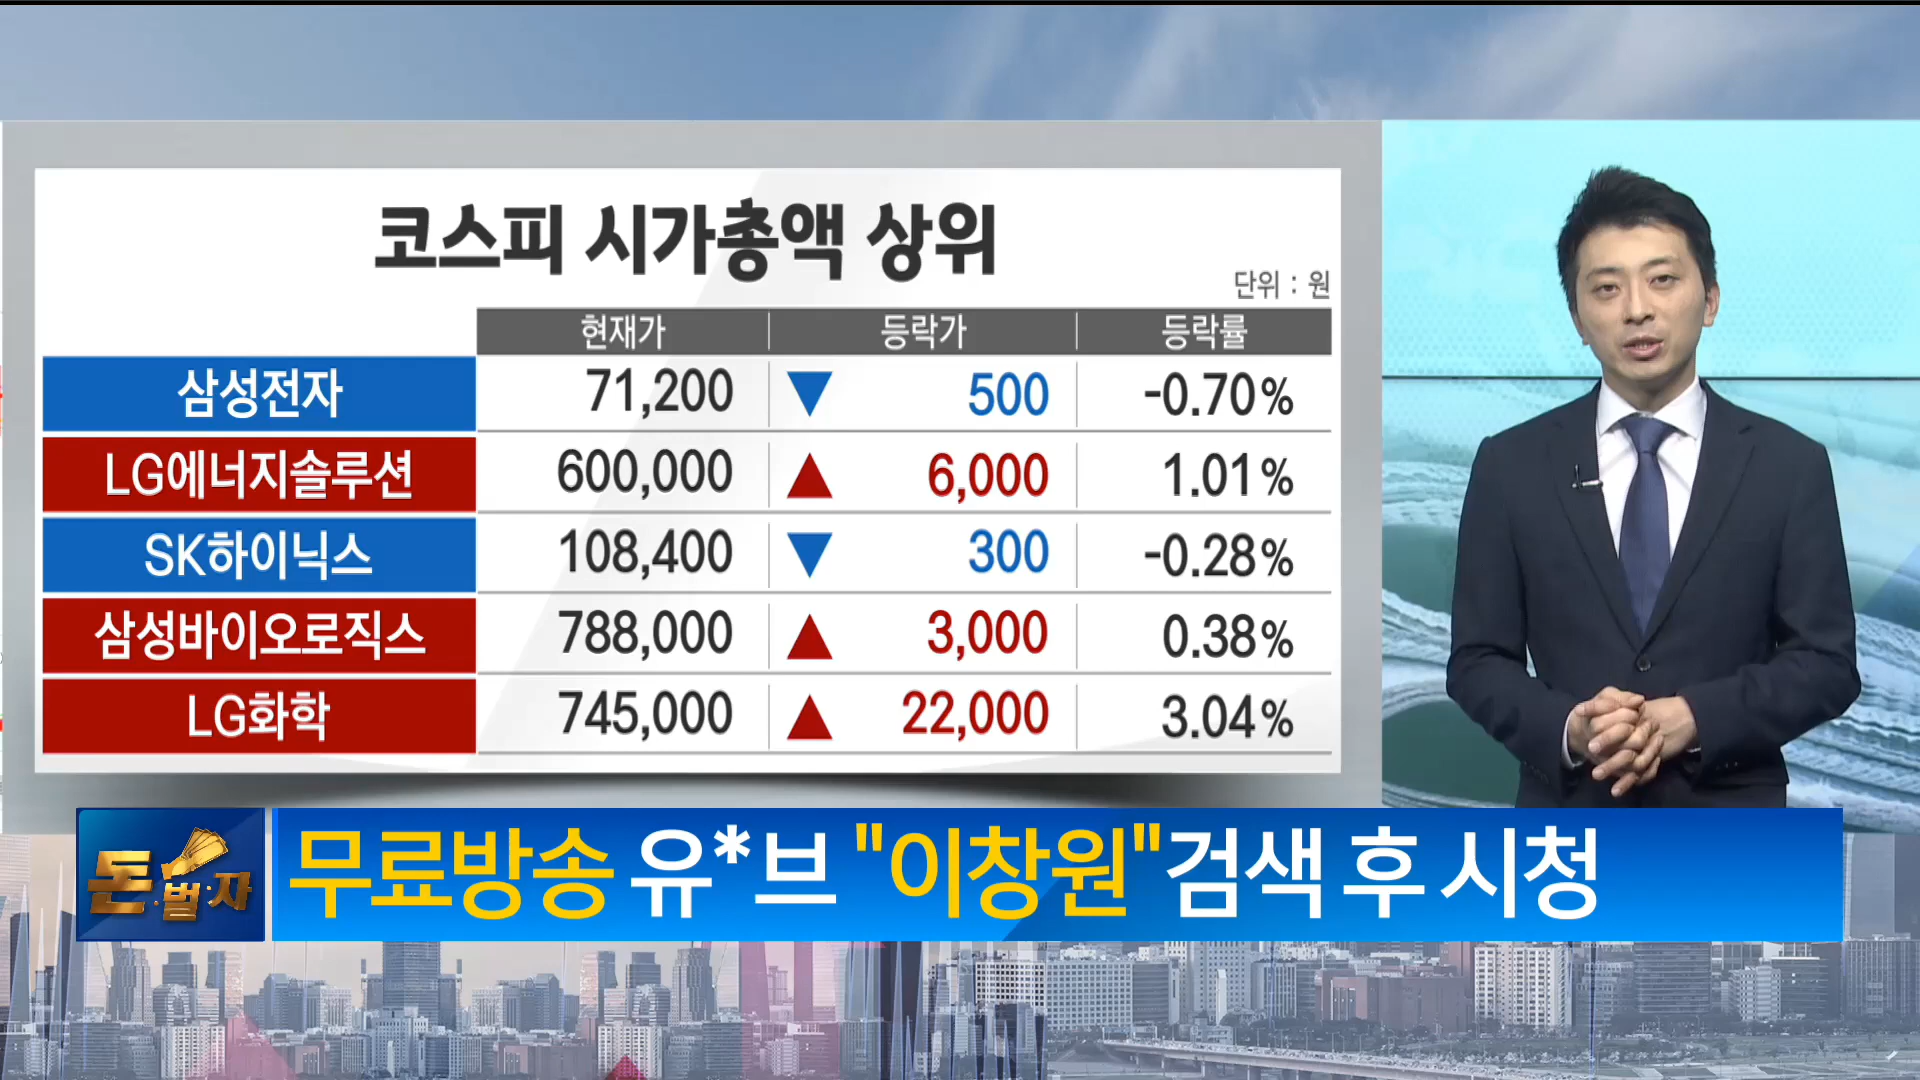 코스피 시가총액 상위
단위 : 원
현재가 등락가 등락률
삼성전자 71,200 ▼ 500 -0.70%
LG에너지솔루션 600,000 ▲ 6,000 1.01%
SK하이닉스 108,400 ▼ 300 -0.28%
삼성바이오로직스 788,000 ▲ 3,000 0.38%
LG화학 745,000 ▲ 22,000 3.04%
돈.벌.자 무료방송 유*브 "이창원"검색 후 시청